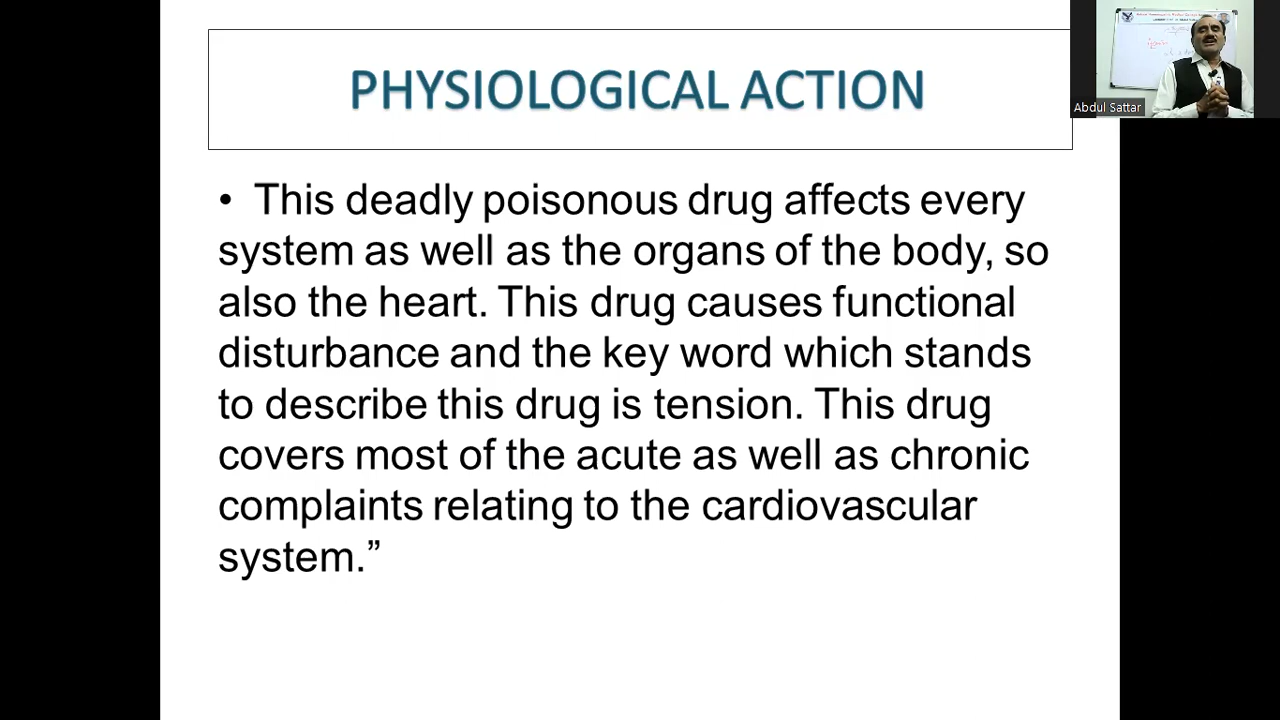 PHYSIOLOGICAL ACTION
Abdul Sattar
• This deadly poisonous drug affects every
system as well as the organs of the body, so
also the heart. This drug causes functional
disturbance and the key word which stands
to describe this drug is tension. This drug
covers most of the acute as well as chronic
complaints relating to the cardiovascular
system.”